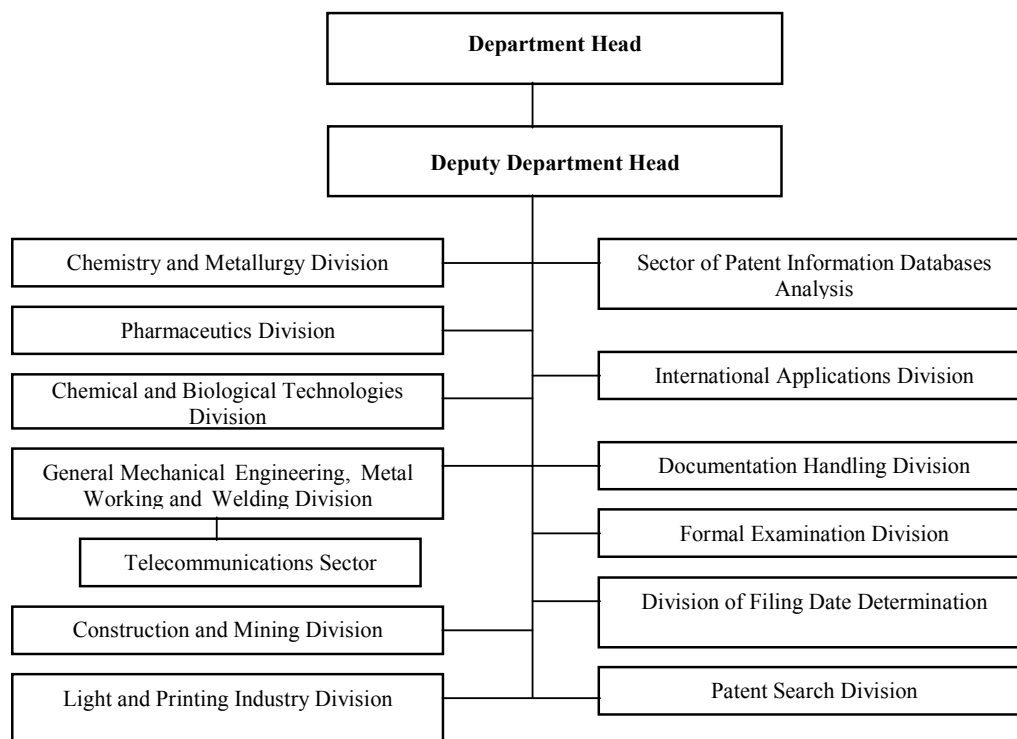 Department Head
Deputy Department Head
Chemistry and Metallurgy Division
Pharmaceutics Division
Chemical and Biological Technologies
Division
General Mechanical Engineering, Metal
Working and Welding Division
Telecommunications Sector
Construction and Mining Division
Light and Printing Industry Division
Sector of Patent Information Databases
Analysis
International Applications Division
Documentation Handling Division
Formal Examination Division
Division of Filing Date Determination
Patent Search Division